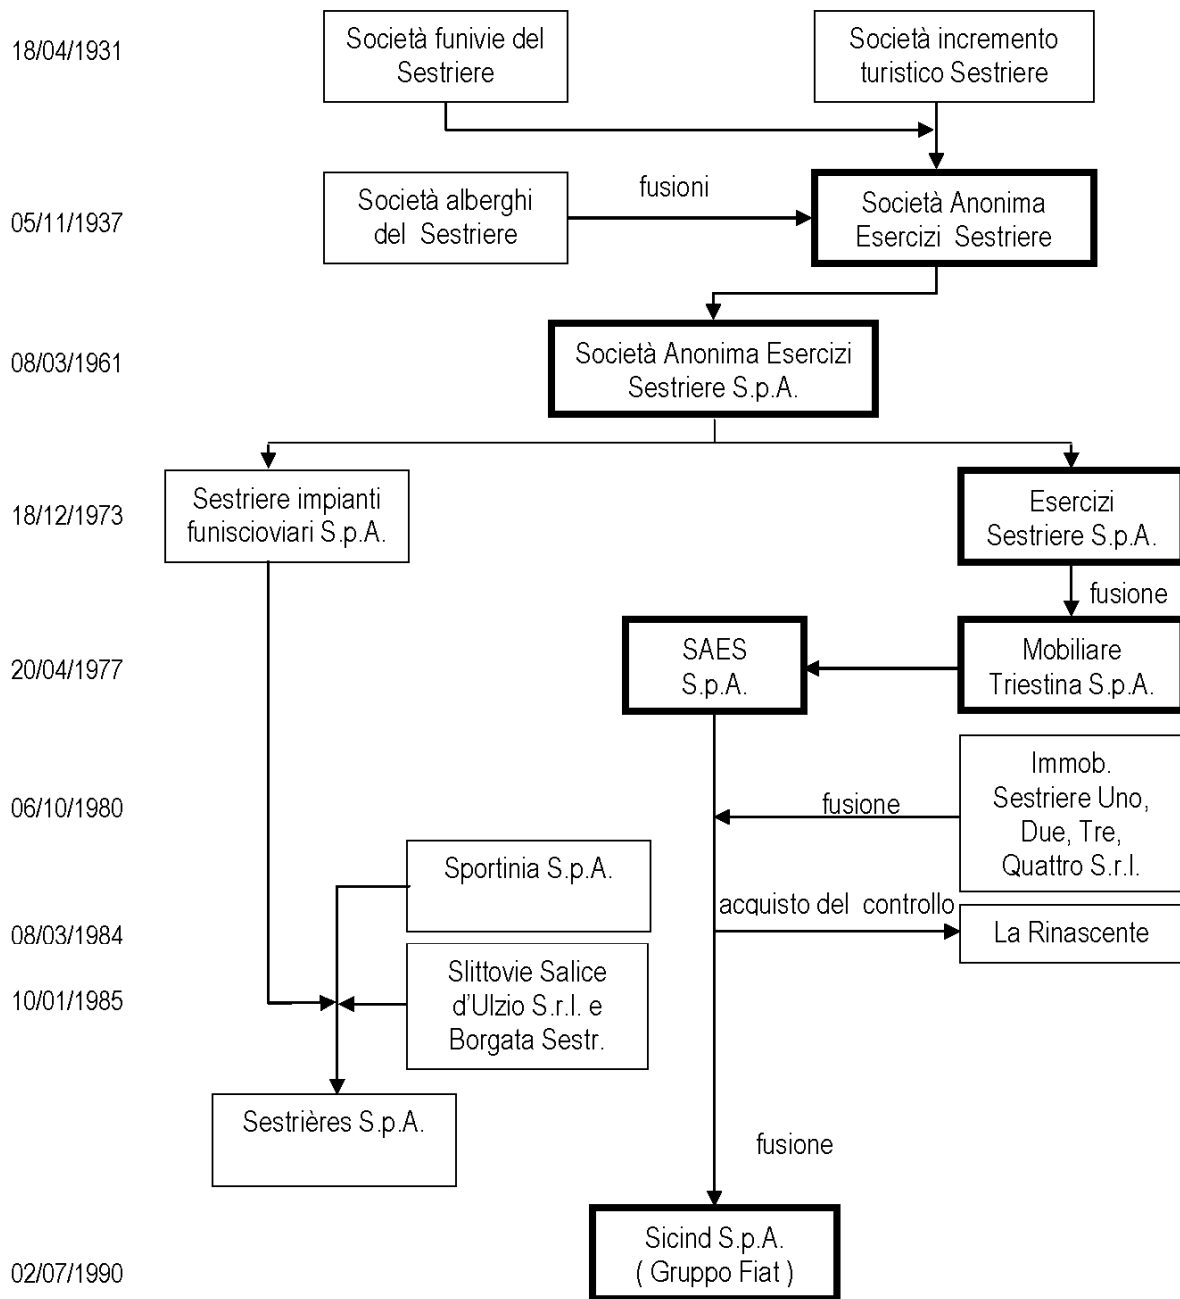 18/04/1931
Società funivie del
Sestriere
Società incremento
turistico Sestriere
05/11/1937
Società alberghi
del Sestriere
fusioni
Società Anonima
Esercizi Sestriere
08/03/1961
Società Anonima Esercizi
Sestriere S.p.A.
18/12/1973
Sestriere impianti
funiscioviari S.p.A.
Esercizi
Sestriere S.p.A.
fusione
20/04/1977
SAES
S.p.A.
Mobiliare
Triestina S.p.A.
06/10/1980
fusione
Immob.
Sestriere Uno,
Due, Tre,
Quattro S.r.l.
Sportinia S.p.A.
08/03/1984
acquisto del controllo
La Rinascente
10/01/1985
Slittovie Salice
d'Ulzio S.r.l. e
Borgata Sestr.
Sestrières S.p.A.
fusione
02/07/1990
Sicind S.p.A.
( Gruppo Fiat )